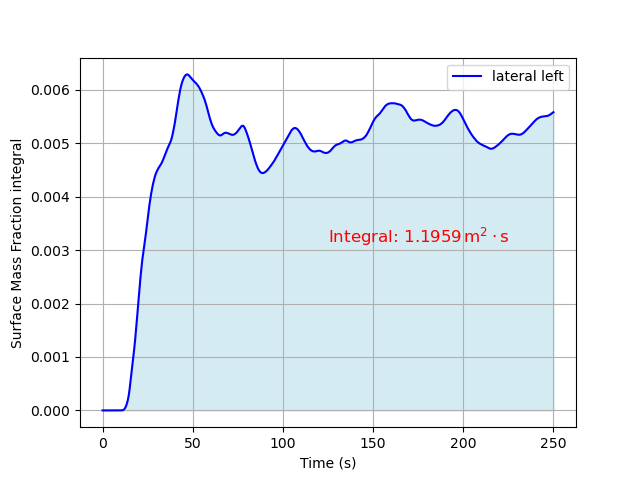 lateral left
0.006
0.005
0.004
0.003
0.002
0.001
0.000
Surface Mass Fraction integral
Integral: 1.1959 m² · s
0 50 100 150 200 250
Time (s)